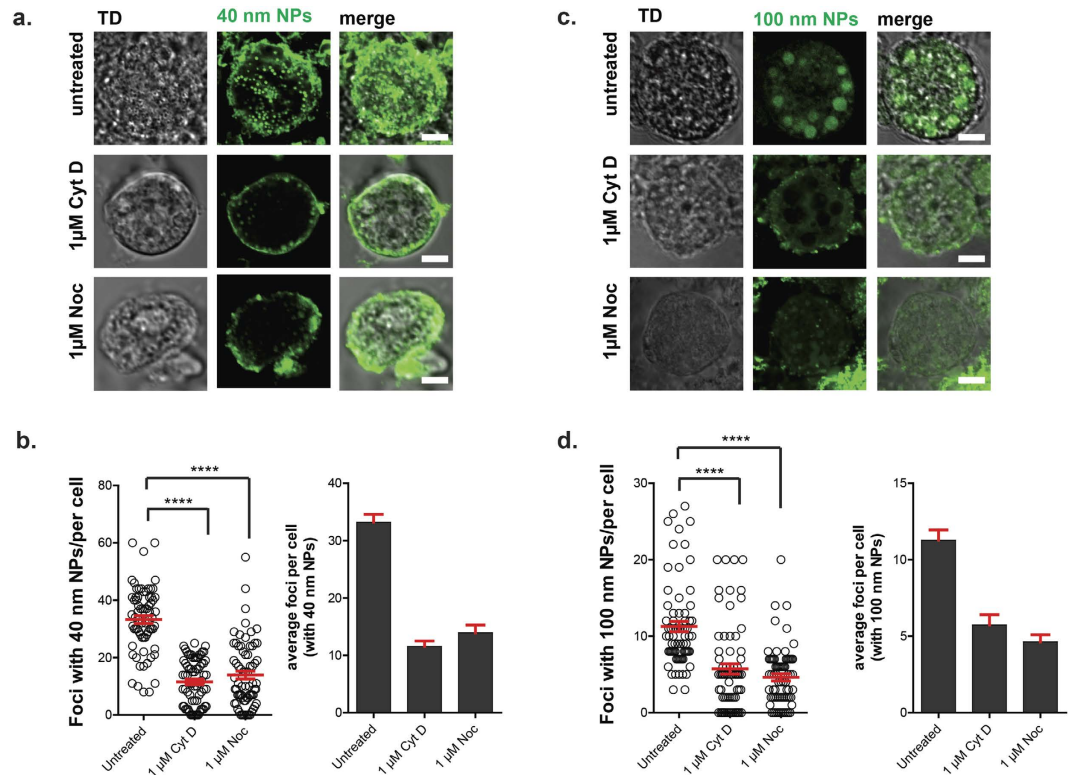 a.
TD
40 nm NPs
merge
untreated
1µM Cyt D
1µM Noc
c.
TD
100 nm NPs
merge
untreated
1µM Cyt D
1µM Noc
b.
Foci with 40 nm NPs/per cell
80
60
40
20
0
****
****
Untreated
1 µM Cyt D
1 µM Noc
average foci per cell
(with 40 nm NPs)
40
30
20
10
0
Untreated
1 µM Cyt D
1 µM Noc
d.
Foci with 100 nm NPs/per cell
30
20
10
0
****
****
Untreated
1 µM Cyt D
1 µM Noc
average foci per cell
(with 100 nm NPs)
15
10
5
0
Untreated
1 µM Cyt D
1 µM Noc